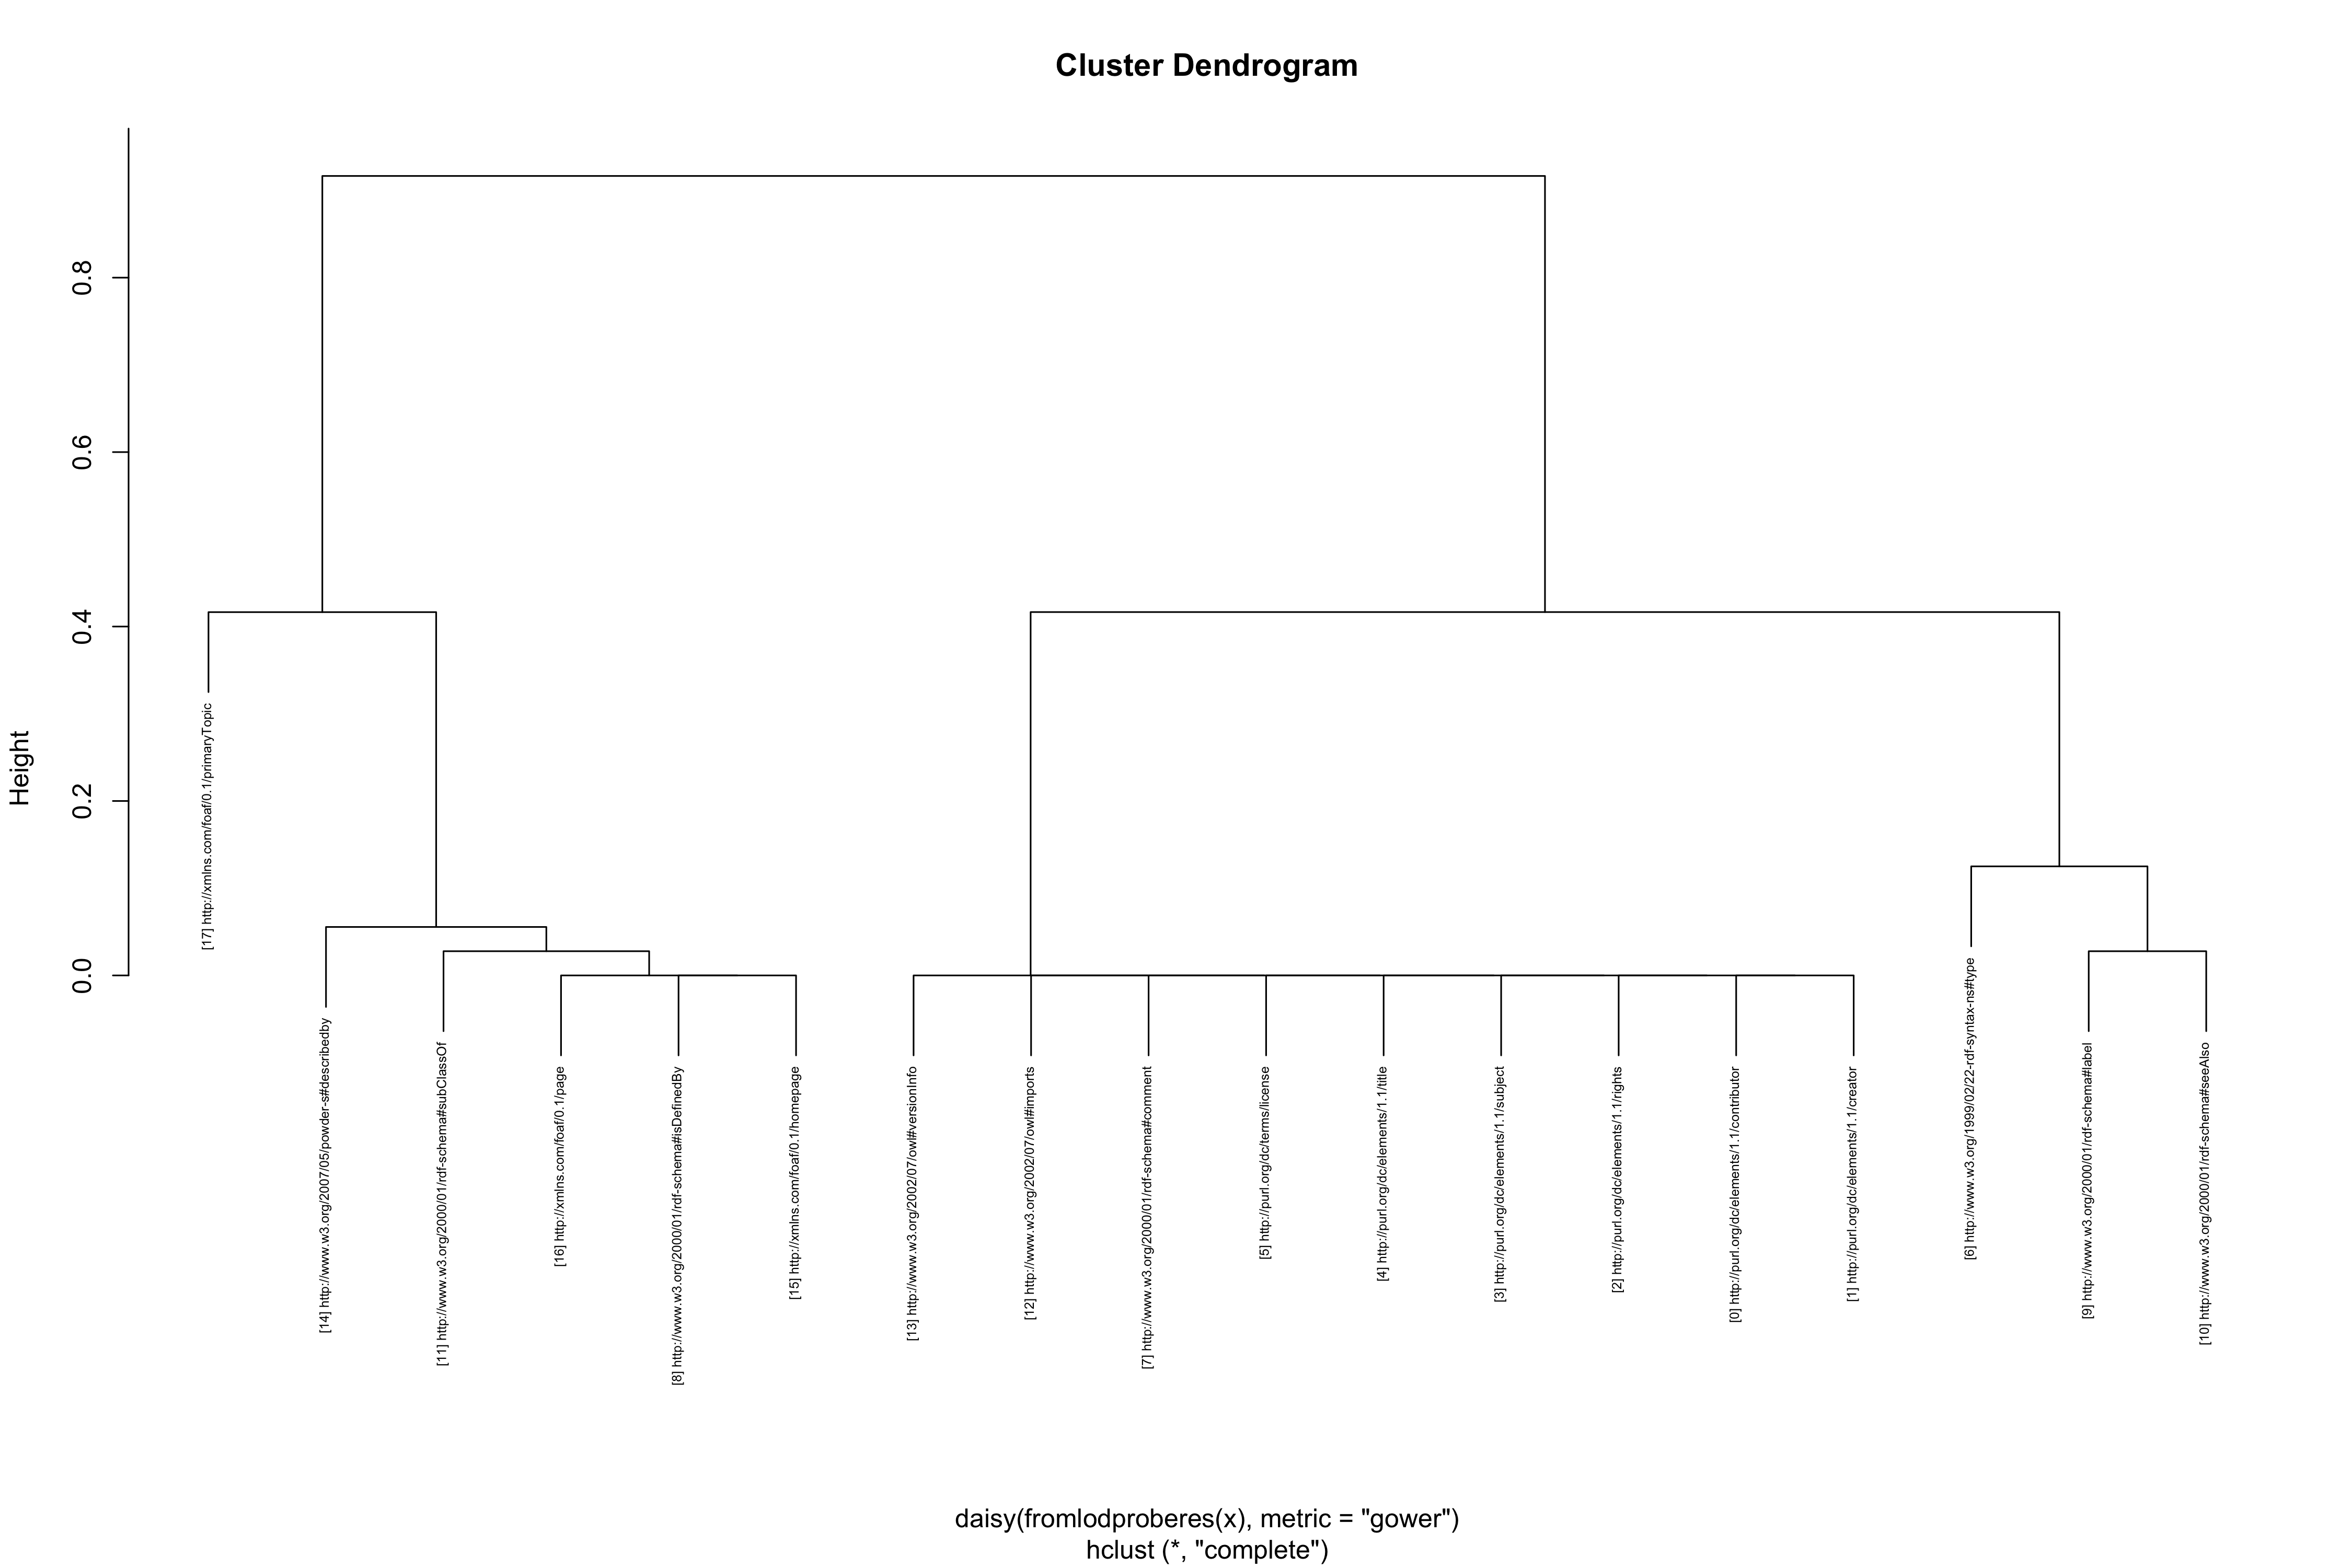 Cluster Dendrogram
Height
0.0
0.2
0.4
0.6
0.8
[17] http://xmlns.com/foaf/0.1/primaryTopic
[14] http://www.w3.org/2007/05/powder-s#describedby
[11] http://www.w3.org/2000/01/rdf-schema#subClassOf
[16] http://xmlns.com/foaf/0.1/page
[8] http://www.w3.org/2000/01/rdf-schema#isDefinedBy
[15] http://xmlns.com/foaf/0.1/homepage
[13] http://www.w3.org/2002/07/owl#versionInfo
[12] http://www.w3.org/2002/07/owl#imports
[7] http://www.w3.org/2000/01/rdf-schema#comment
[5] http://purl.org/dc/terms/license
[4] http://purl.org/dc/elements/1.1/title
[3] http://purl.org/dc/elements/1.1/subject
[2] http://purl.org/dc/elements/1.1/rights
[0] http://purl.org/dc/elements/1.1/contributor
[1] http://purl.org/dc/elements/1.1/creator
[6] http://www.w3.org/1999/02/22-rdf-syntax-ns#type
[9] http://www.w3.org/2000/01/rdf-schema#label
[10] http://www.w3.org/2000/01/rdf-schema#seeAlso
daisy(fromlodproberes(x), metric = "gower")
hclust (*, "complete")